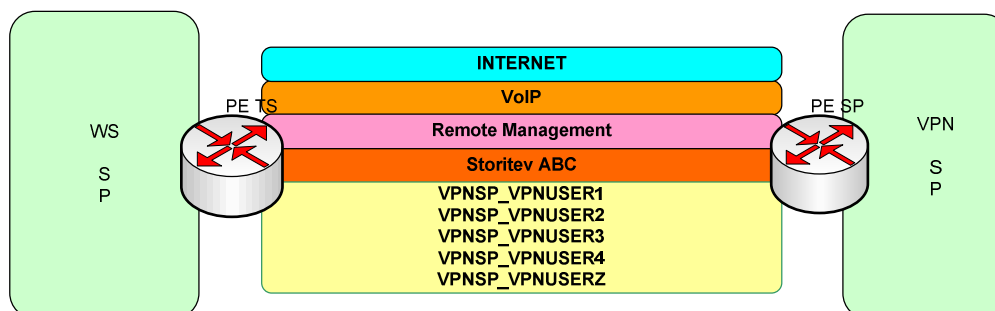 INTERNET
VoIP
PE TS
PE SP
WS
S
P
Remote Management
VPN
S
P
Storitev ABC
VPNSP_VPNUSER1
VPNSP_VPNUSER2
VPNSP_VPNUSER3
VPNSP_VPNUSER4
VPNSP_VPNUSERZ